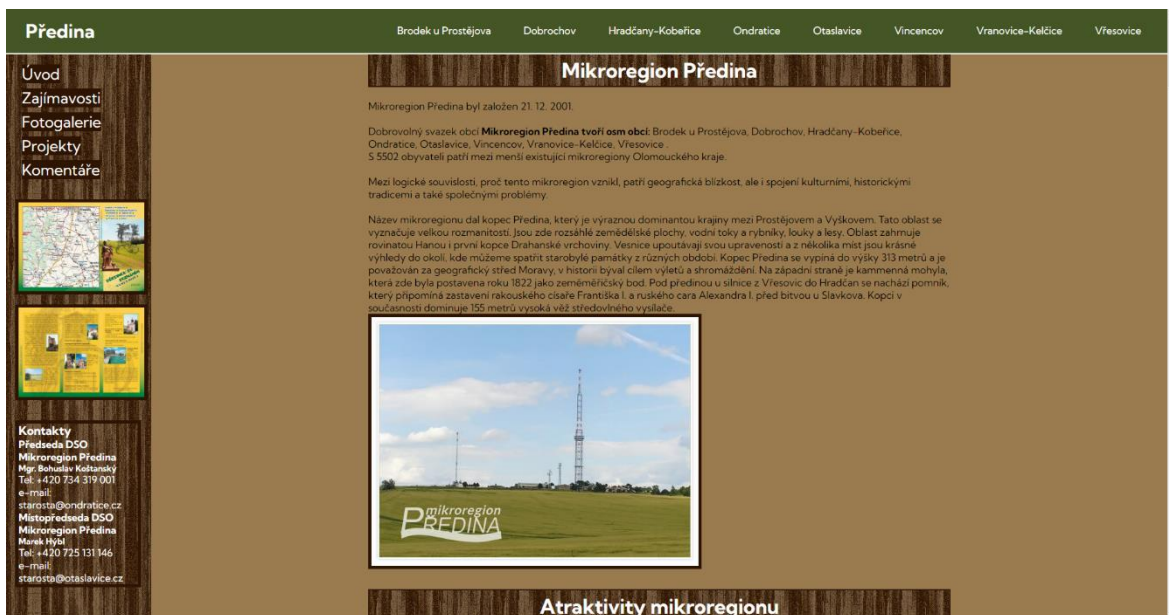 Předina
Brodek u Prostějova Dobrochov Hradčany-Kobeřice Ondratice Otaslavice Vincencov Vranovice-Kelčice Vřesovice
Úvod
Zajímavosti
Fotogalerie
Projekty
Komentáře
Kontakty
Předseda DSO
Mikroregion Předina
Mgr. Bohuslav Koštanský
Tel: +420 734 319 001
e-mail:
starosta@ondratice.cz
Místopředseda DSO
Mikroregion Předina
Marek Hýbl
Tel: +420 725 131 146
e-mail:
starosta@otaslavice.cz
Mikroregion Předina
Mikroregion Předina byl založen 21. 12. 2001.
Dobrovolný svazek obcí Mikroregion Předina tvoří osm obcí: Brodek u Prostějova, Dobrochov, Hradčany-Kobeřice,
Ondratice, Otaslavice, Vincencov, Vranovice-Kelčice, Vřesovice .
S 5502 obyvateli patří mezi menší existující mikroregiony Olomouckého kraje.
Mezi logické souvislosti, proč tento mikroregion vznikl, patří geografická blízkost, ale i spojení kulturními, historickými
tradicemi a také společnými problémy.
Název mikroregionu dal kopec Předina, který je výraznou dominantou krajiny mezi Prostějovem a Vyškovem. Tato oblast se
vyznačuje velkou rozmanitostí. Jsou zde rozsáhlé zemědělské plochy, vodní toky a rybníky, louky a lesy. Oblast zahrnuje
rovinatou Hanou i první kopce Drahanské vrchoviny. Vesnice upoutávají svou upraveností a z několika míst jsou krásné
výhledy do okolí, kde můžeme spatřit starobylé památky z různých období. Kopec Předina se vypíná do výšky 313 metrů a je
považován za geografický střed Moravy, v historii býval cílem výletů a shromáždění. Na západní straně je kammenná mohyla,
která zde byla postavena roku 1822 jako zeměměřičský bod. Pod předinou u silnice z Vřesovic do Hradčan se nachází pomník,
který připomíná zastavení rakouského císaře Františka I. a ruského cara Alexandra I. před bitvou u Slavkova. Kopci v
současnosti dominuje 155 metrů vysoká věž středovlného vysílače.
mikroregion
PŘEDINA
Atraktivity mikroregionu